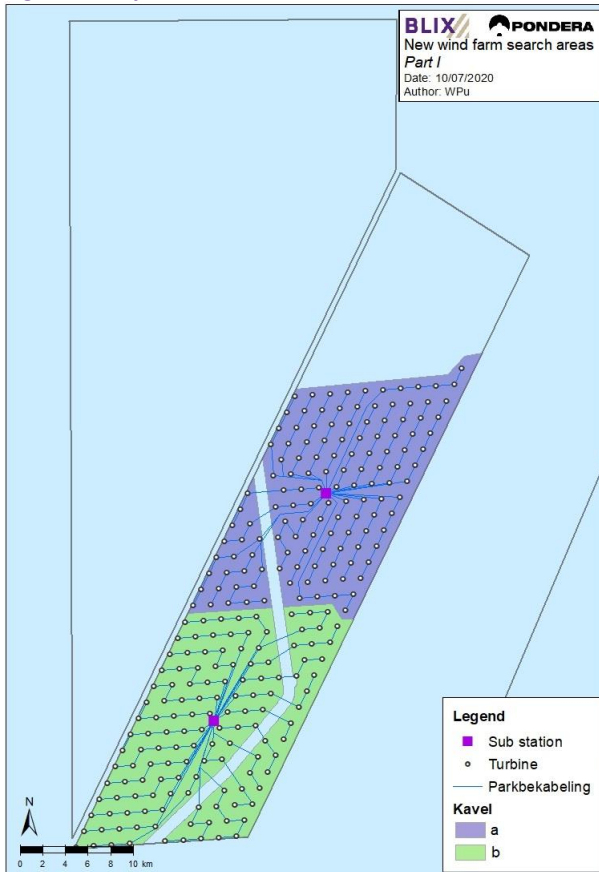 BLIX PONDERA
New wind farm search areas
Part I
Date: 10/07/2020
Author: WPu
Legend
Sub station
Turbine
Parkbekabeling
Kavel
a
b
N
0 2 4 6 8 10 km